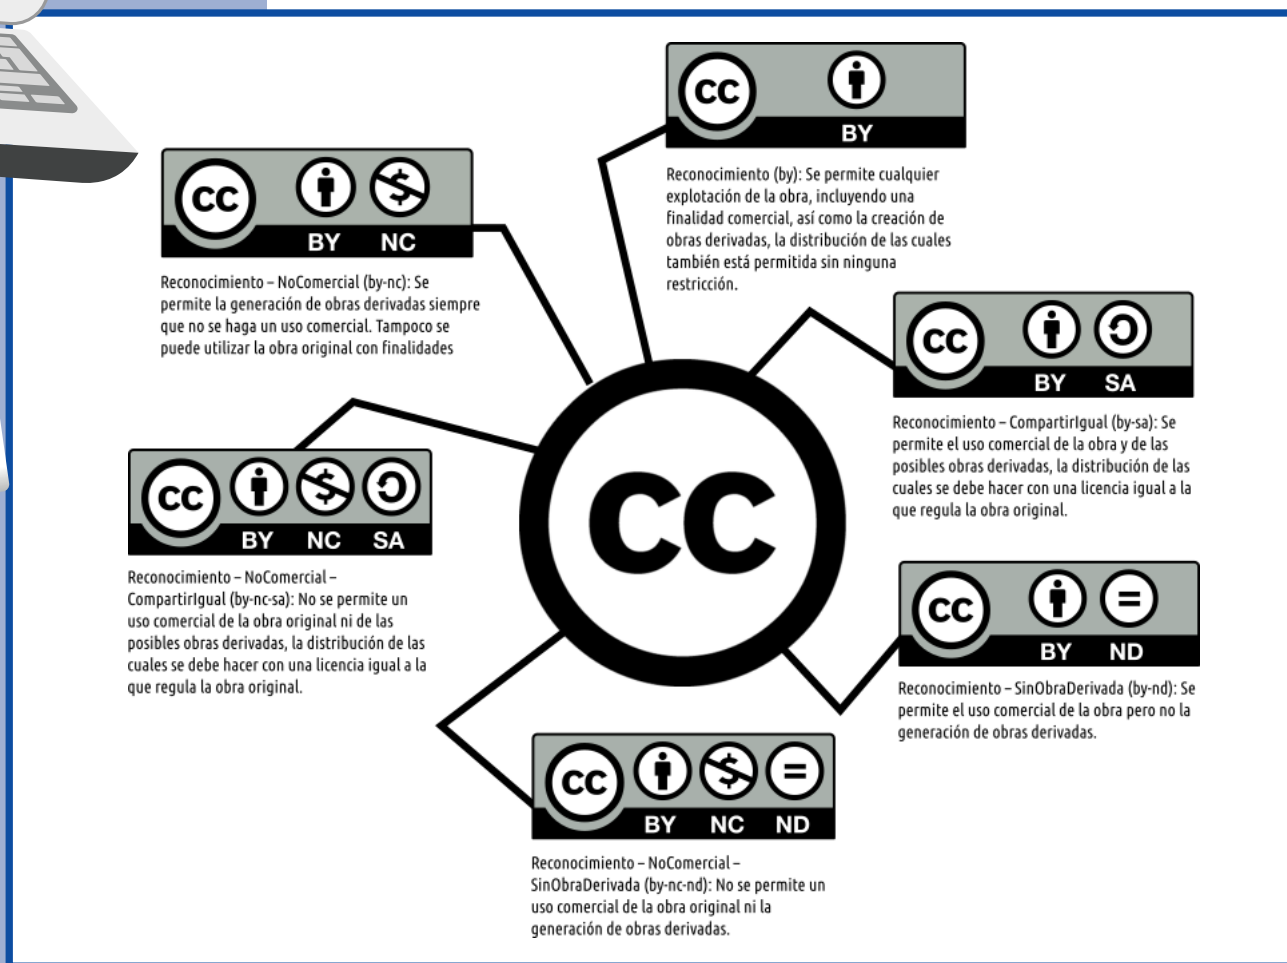 CC
BY
Reconocimiento (by): Se permite cualquier
explotación de la obra, incluyendo una
finalidad comercial, así como la creación de
obras derivadas, la distribución de las cuales
también está permitida sin ninguna
restricción.
CC
BY NC
Reconocimiento – NoComercial (by-nc): Se
permite la generación de obras derivadas siempre
que no se haga un uso comercial. Tampoco se
puede utilizar la obra original con finalidades
CC
BY SA
Reconocimiento – CompartirIgual (by-sa): Se
permite el uso comercial de la obra y de las
posibles obras derivadas, la distribución de las
cuales se debe hacer con una licencia igual a la
que regula la obra original.
CC
BY NC SA
Reconocimiento – NoComercial –
CompartirIgual (by-nc-sa): No se permite un
uso comercial de la obra original ni de las
posibles obras derivadas, la distribución de las
cuales se debe hacer con una licencia igual a la
que regula la obra original.
CC
CC
BY ND
Reconocimiento – SinObraDerivada (by-nd): Se
permite el uso comercial de la obra pero no la
generación de obras derivadas.
CC
BY NC ND
Reconocimiento – NoComercial –
SinObraDerivada (by-nc-nd): No se permite un
uso comercial de la obra original ni la
generación de obras derivadas.